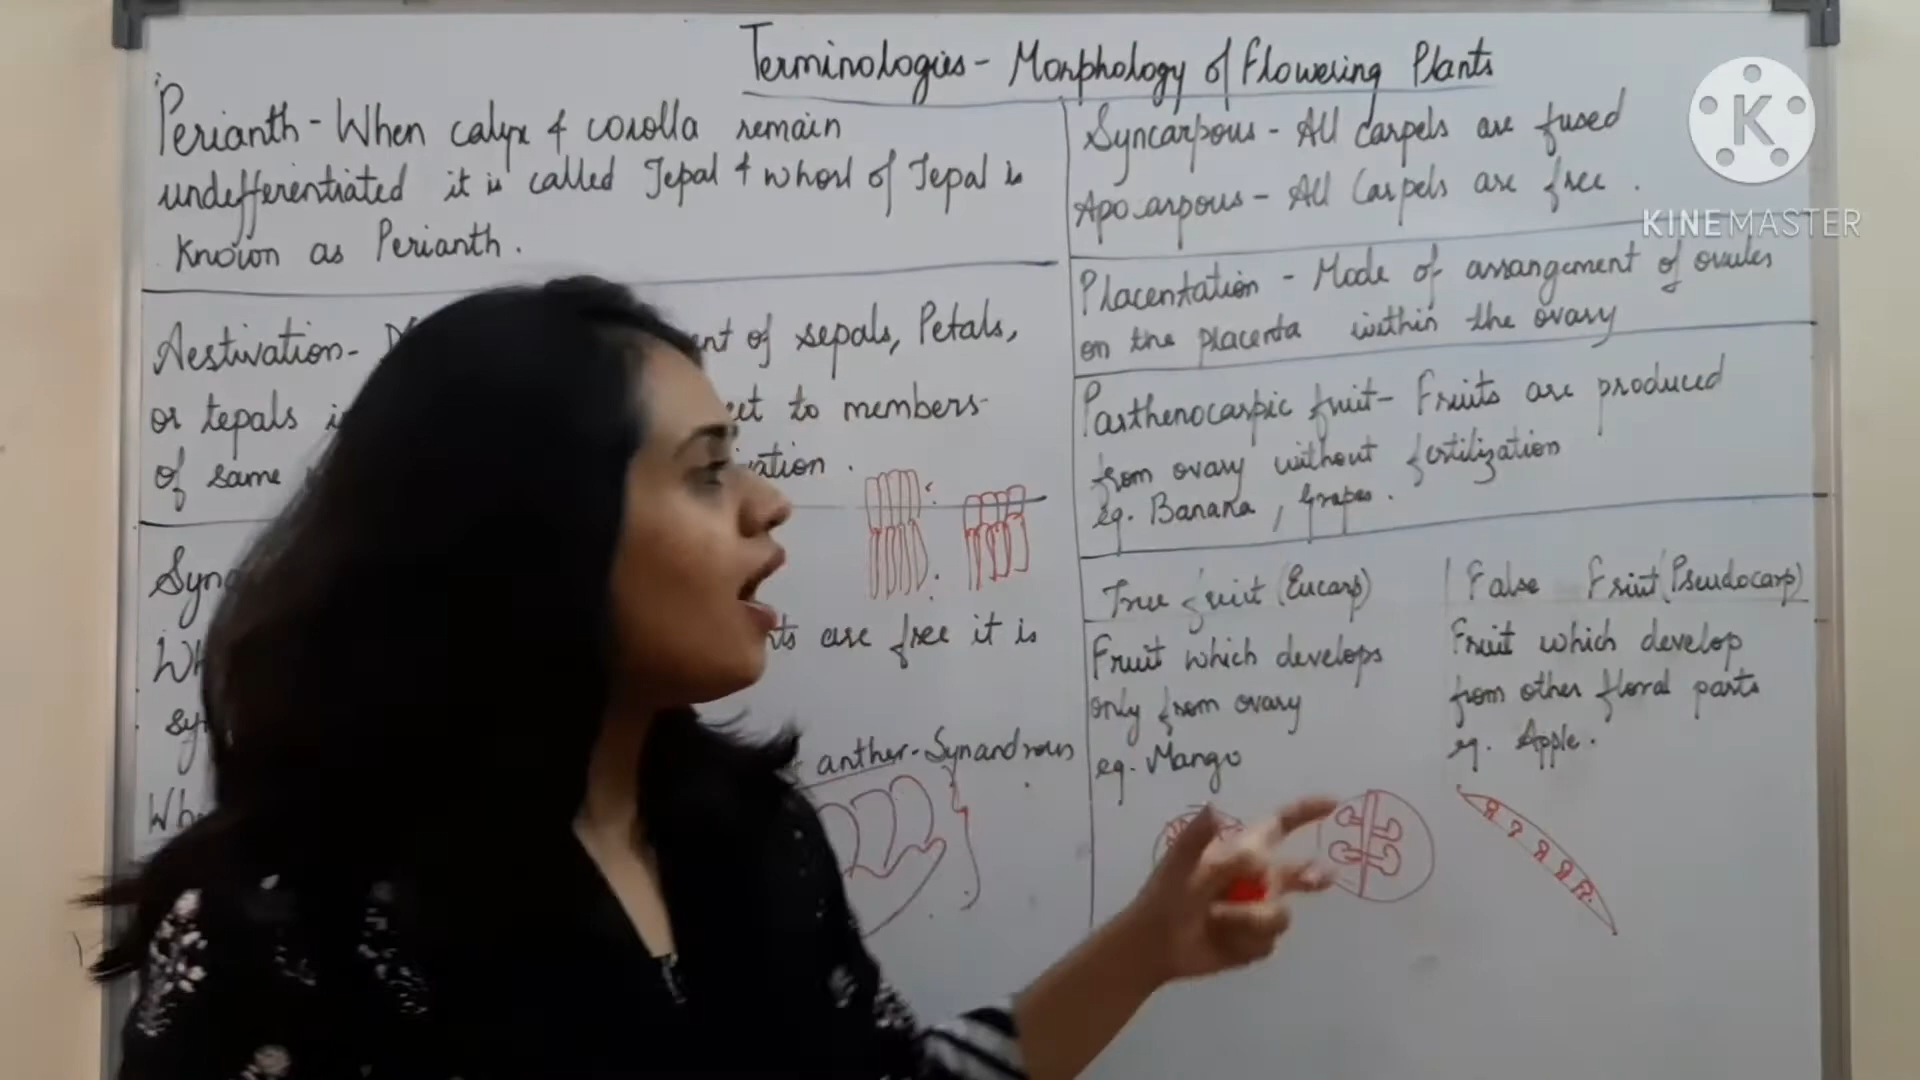 Terminologies - Morphology of Flowering Plants
Perianth - When calyx & corolla remain
undefferentiated it is called Tepal & whorl of Tepal is
known as Perianth.
Aestivation-
of sepals, Petals,
or tepals
to members
of same
Syncarpous - All carpels are fused
Apocarpous - All Carpels are free.
Placentation - Mode of arrangement of ovules
on the placenta within the ovary
Parthenocarpic fruit - Fruits are produced
from ovary without fertilization
eg. Banana, Grapes.
True fruit (Eucarp)
False Fruit (Pseudocarp)
Fruit which develops
only from ovary
eg. Mango
Fruit which develop
from other floral parts
eg. Apple.
are free it is
anther - Synandrous
K
KINEMASTER